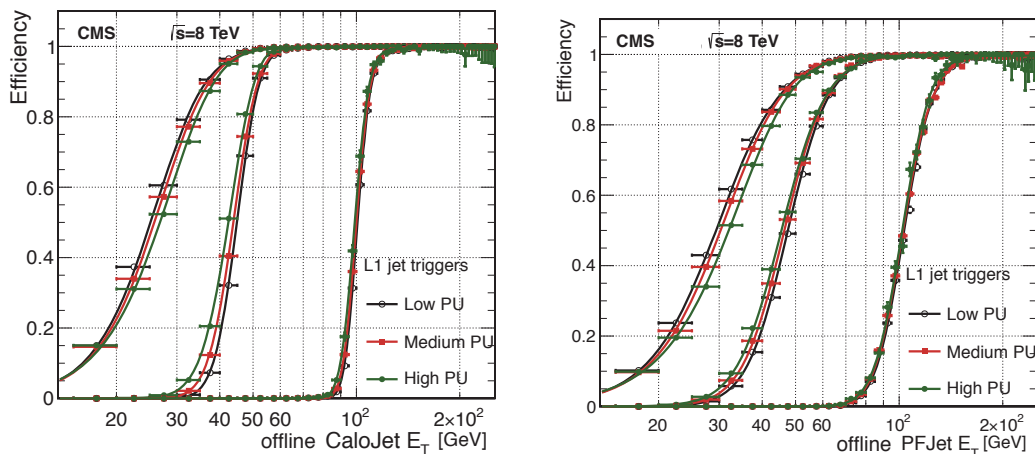 CMS √s=8 TeV
Efficiency
1
0.8
0.6
0.4
0.2
0
L1 jet triggers
Low PU
Medium PU
High PU
20 30 40 50 60 10² 2×10²
offline CaloJet E_T [GeV]
CMS √s=8 TeV
Efficiency
1
0.8
0.6
0.4
0.2
0
L1 jet triggers
Low PU
Medium PU
High PU
20 30 40 50 60 10² 2×10²
offline PFJet E_T [GeV]